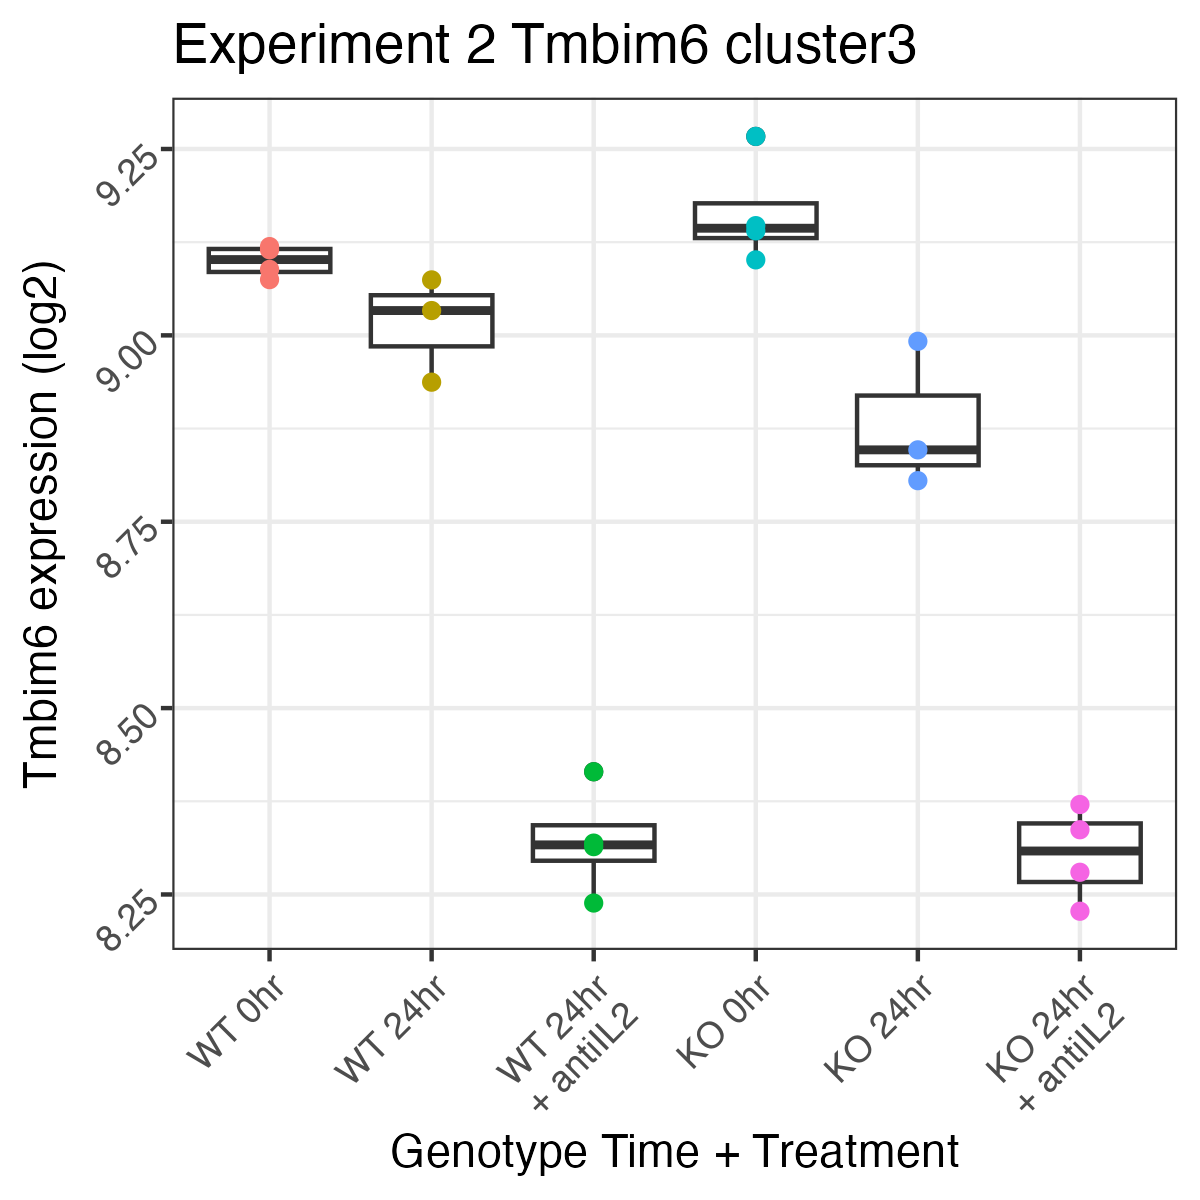 Experiment 2 Tmbim6 cluster3
Tmbim6 expression (log2)
9.25
9.00
8.75
8.50
8.25
WT 0hr
WT 24hr
WT 24hr
+ antiIL2
KO 0hr
KO 24hr
KO 24hr
+ antiIL2
Genotype Time + Treatment